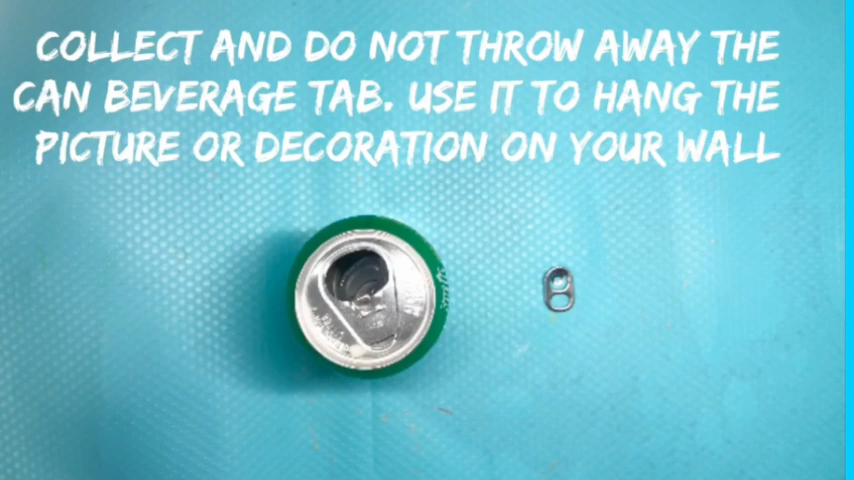 COLLECT AND DO NOT THROW AWAY THE
CAN BEVERAGE TAB. USE IT TO HANG THE
PICTURE OR DECORATION ON YOUR WALL